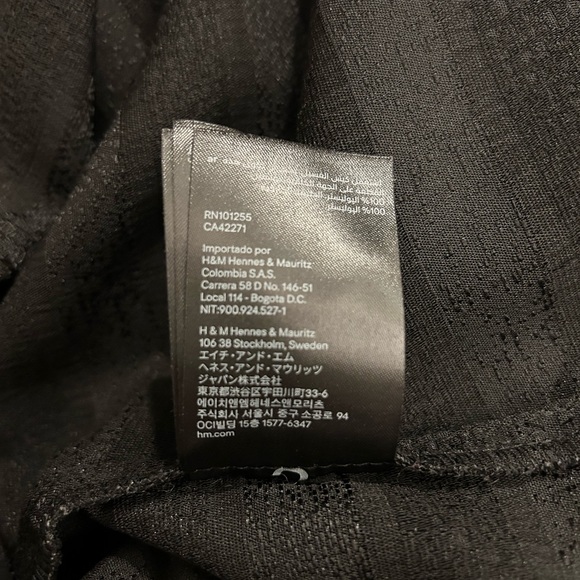 RN101255
CA42271
Importado por
H&M Hennes & Mauritz
Colombia S.A.S.
Carrera 58 D No. 146-51
Local 114 - Bogota D.C.
NIT:900.924.527-1
H & M Hennes & Mauritz
106 38 Stockholm, Sweden
エイチ・アンド・エム
ヘネス・アンド・マウリッツ
ジャパン株式会社
東京都渋谷区宇田川町33-6
에이치앤엠헤네스앤모리츠
주식회사 서울시 중구 소공로 94
OCI빌딩 15층 1577-6347
hm.com